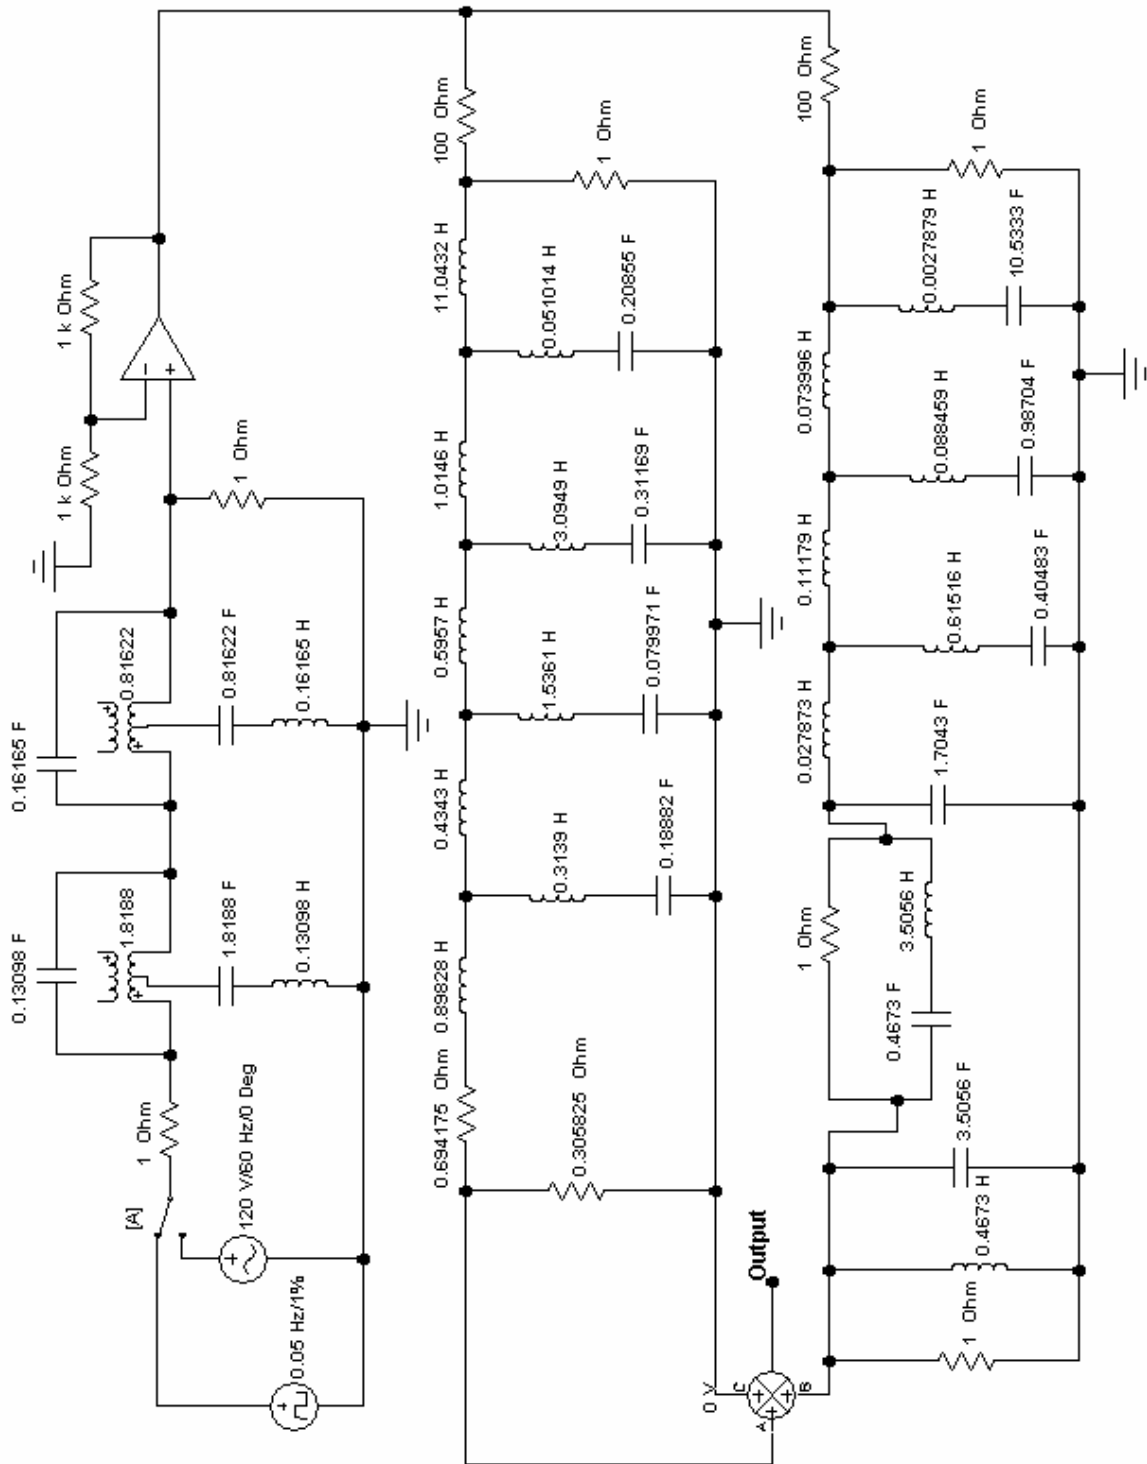 0.05 Hz/1%
120 V/60 Hz/0 Deg
[A]
1 Ohm
0.13098 F
1.8188
1.8188 F
0.13098 H
0.16165 F
0.81622
0.81622 F
0.16165 H
1 Ohm
1 k Ohm
1 k Ohm
100 Ohm
1 Ohm
11.0432 H
0.051014 H
0.20855 F
1.0146 H
3.0949 H
0.31169 F
0.5957 H
1.5361 H
0.079971 F
0.4343 H
0.3139 H
0.18882 F
0.89828 H
0.694175 Ohm
0.305825 Ohm
0 V
C
A
B
Output
100 Ohm
1 Ohm
0.0027879 H
10.5333 F
0.073996 H
0.088459 H
0.98704 F
0.11179 H
0.61516 H
0.40483 F
0.027873 H
1.7043 F
1 Ohm
3.5056 H
0.4673 F
3.5056 F
0.4673 H
1 Ohm